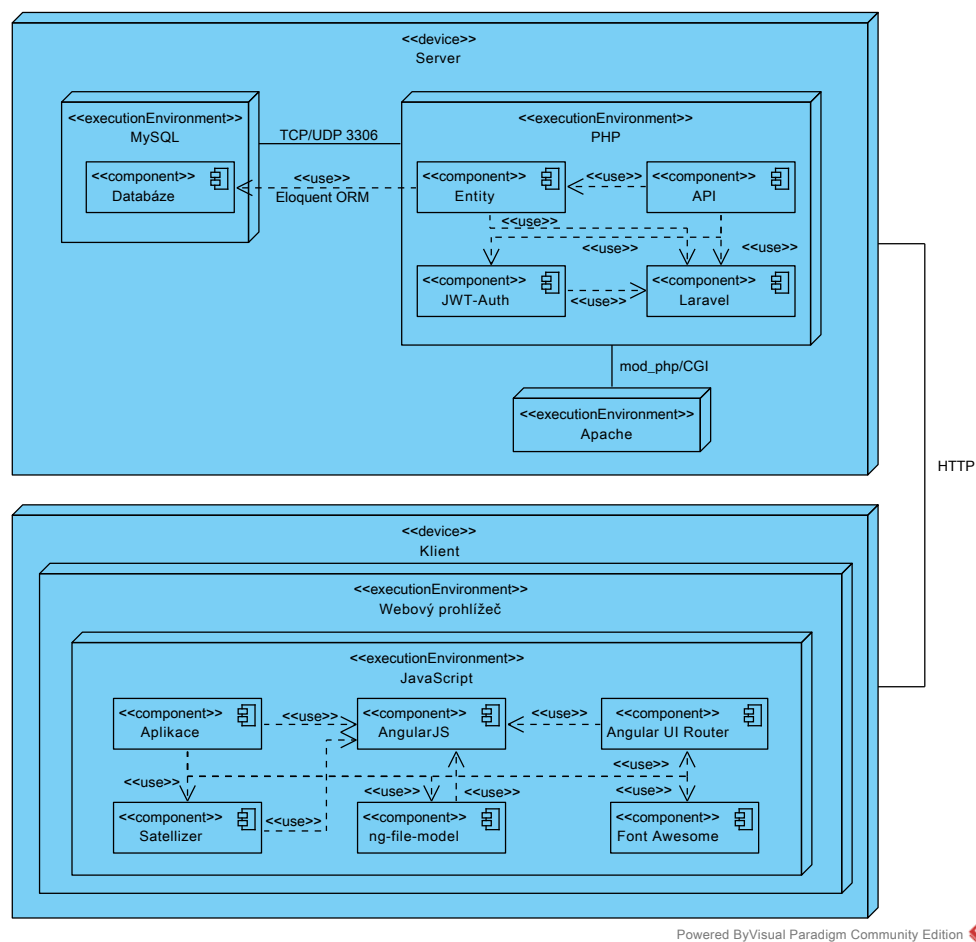 <<device>>
Server
<<executionEnvironment>>
MySQL
<<component>>
Databáze
TCP/UDP 3306
<<use>>
Eloquent ORM
<<executionEnvironment>>
PHP
<<component>>
Entity
<<use>>
<<component>>
API
<<use>>
<<use>>
<<use>>
<<component>>
JWT-Auth
<<use>>
<<component>>
Laravel
mod_php/CGI
<<executionEnvironment>>
Apache
HTTP
<<device>>
Klient
<<executionEnvironment>>
Webový prohlížeč
<<executionEnvironment>>
JavaScript
<<component>>
Aplikace
<<use>>
<<component>>
AngularJS
<<use>>
<<component>>
Angular UI Router
<<use>>
<<use>>
<<use>>
<<use>>
<<component>>
Satellizer
<<use>>
<<component>>
ng-file-model
<<component>>
Font Awesome
Powered ByVisual Paradigm Community Edition